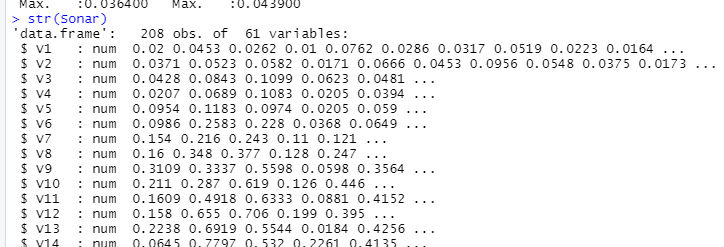 Max.   :0.036400   Max.   :0.043900
> str(Sonar)
'data.frame':   208 obs. of  61 variables:
 $ V1   : num  0.02 0.0453 0.0262 0.01 0.0762 0.0286 0.0317 0.0519 0.0223 0.0164 ...
 $ V2   : num  0.0371 0.0523 0.0582 0.0171 0.0666 0.0453 0.0956 0.0548 0.0375 0.0173 ...
 $ V3   : num  0.0428 0.0843 0.1099 0.0623 0.0481 ...
 $ V4   : num  0.0207 0.0689 0.1083 0.0205 0.0394 ...
 $ V5   : num  0.0954 0.1183 0.0974 0.0205 0.059 ...
 $ V6   : num  0.0986 0.2583 0.228 0.0368 0.0649 ...
 $ V7   : num  0.154 0.216 0.243 0.11 0.121 ...
 $ V8   : num  0.16 0.348 0.377 0.128 0.247 ...
 $ V9   : num  0.3109 0.3337 0.5598 0.0598 0.3564 ...
 $ V10  : num  0.211 0.287 0.619 0.126 0.446 ...
 $ V11  : num  0.1609 0.4918 0.6333 0.0881 0.4152 ...
 $ V12  : num  0.158 0.655 0.706 0.199 0.395 ...
 $ V13  : num  0.2238 0.6919 0.5544 0.0184 0.4256 ...
 $ V14  : num  0.0645 0.7797 0.532 0.2261 0.4135 ...